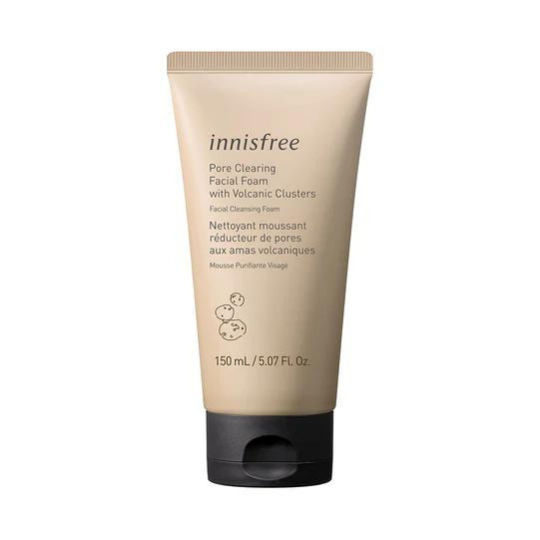 innisfree
Pore Clearing
Facial Foam
with Volcanic Clusters
Facial Cleansing Foam
Nettoyant moussant
réducteur de pores
aux amas volcaniques
Mousse Purifiante Visage
150 mL / 5.07 Fl. Oz.